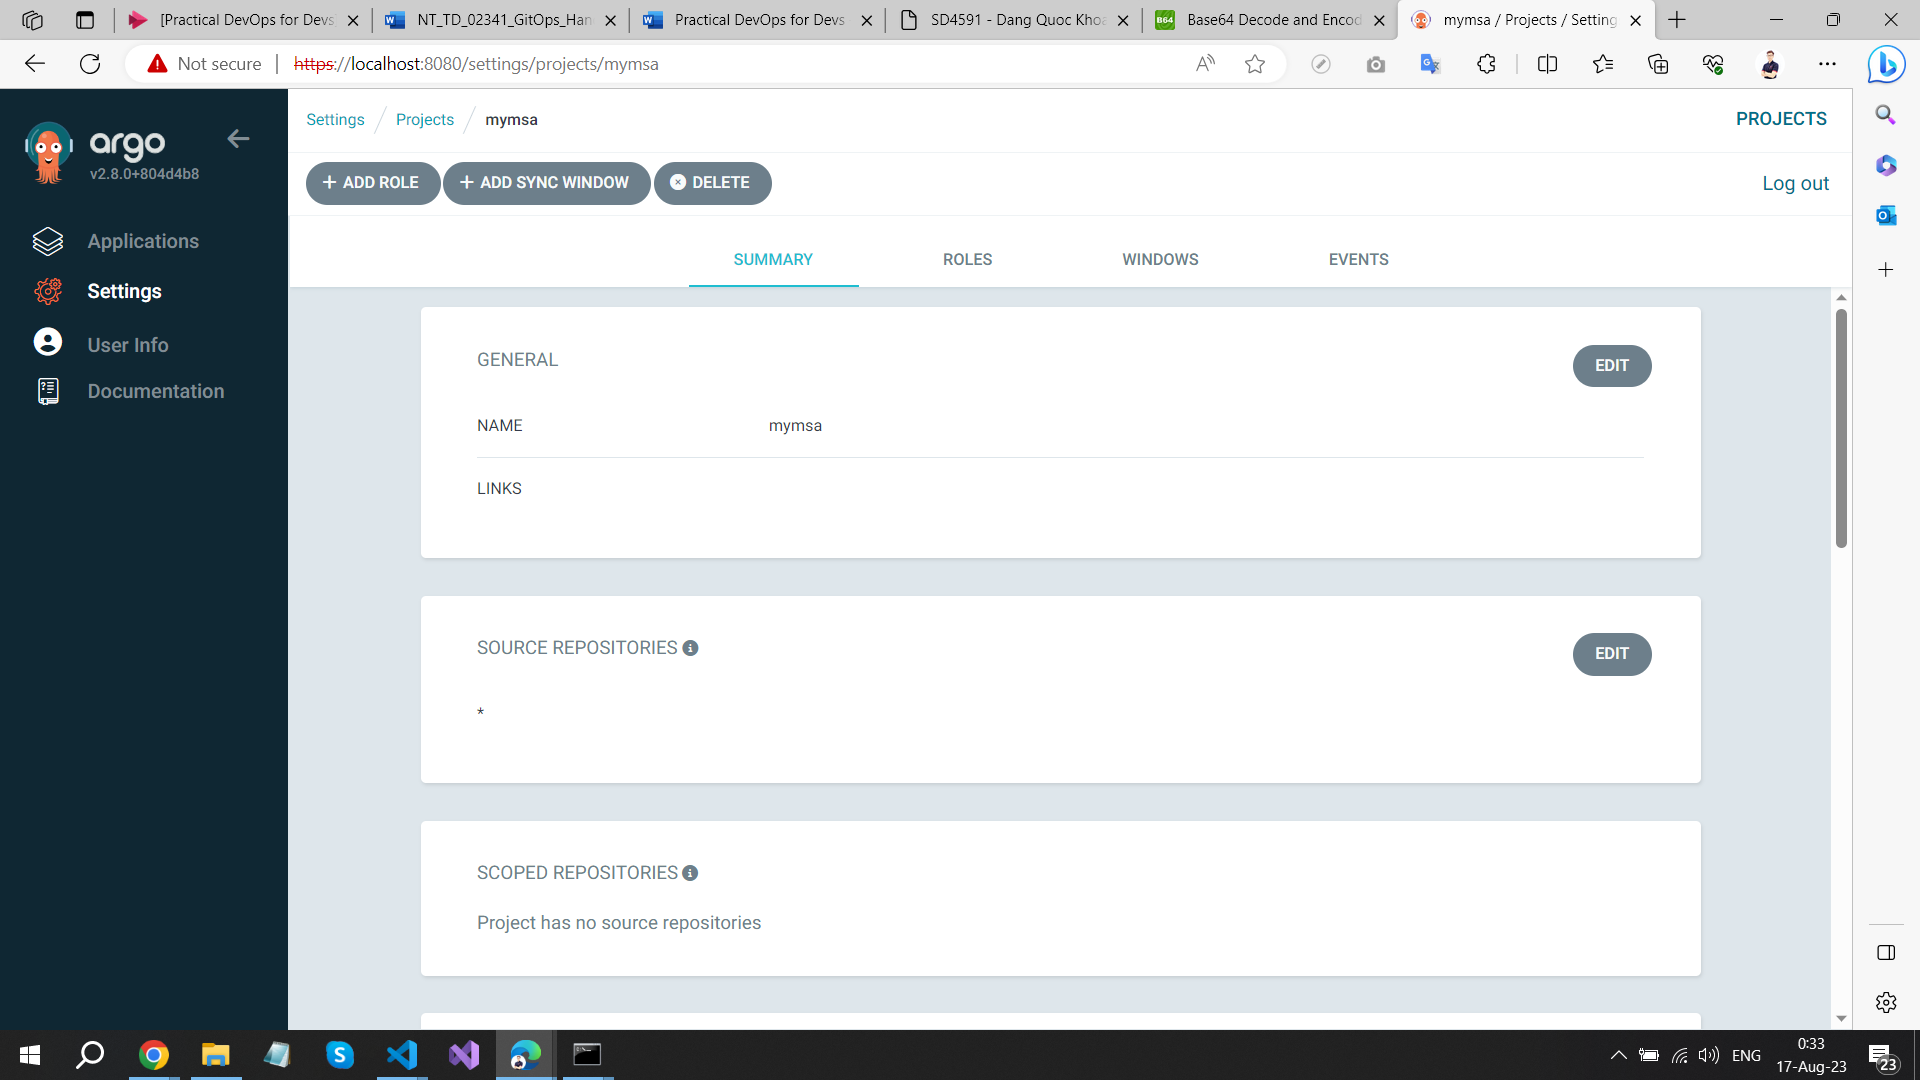 [Practical DevOps for Devs
NT_TD_02341_GitOps_Han
Practical DevOps for Devs
SD4591 - Dang Quoc Khoa
B64
Base64 Decode and Encod
mymsa / Projects / Setting
Not secure
https://localhost:8080/settings/projects/mymsa
argo
v2.8.0+804d4b8
Applications
Settings
User Info
Documentation
Settings
Projects
mymsa
PROJECTS
ADD ROLE
ADD SYNC WINDOW
DELETE
Log out
SUMMARY
ROLES
WINDOWS
EVENTS
GENERAL
EDIT
NAME
mymsa
LINKS
SOURCE REPOSITORIES
EDIT
*
SCOPED REPOSITORIES
Project has no source repositories
ENG
0:33
17-Aug-23
23